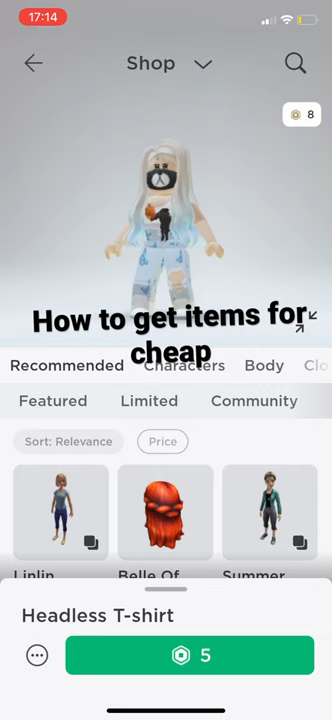 17:14
Shop
8
How to get items for
cheap
Recommended Characters Body Clo
Featured Limited Community
Sort: Relevance Price
Linlin Belle Of Summer
Headless T-shirt
5